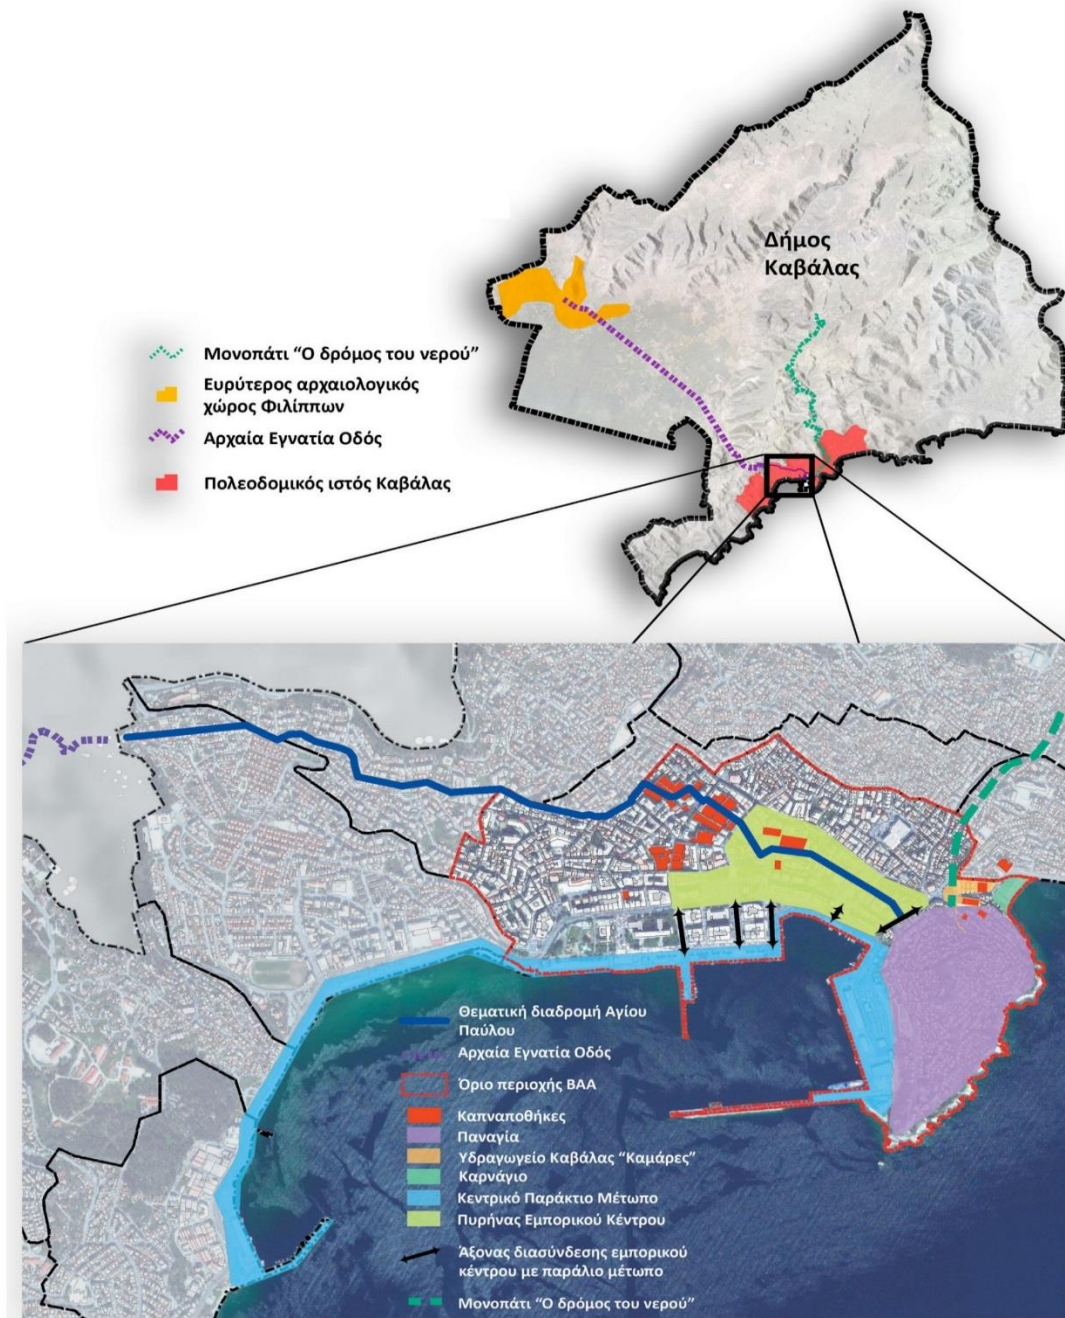 Δήμος
Καβάλας
Μονοπάτι “Ο δρόμος του νερού”
Ευρύτερος αρχαιολογικός
χώρος Φιλίππων
Αρχαία Εγνατία Οδός
Πολεοδομικός ιστός Καβάλας
Θεματική διαδρομή Αγίου
Παύλου
Αρχαία Εγνατία Οδός
Όριο περιοχής ΒΑΑ
Καπναποθήκες
Παναγία
Υδραγωγείο Καβάλας “Καμάρες”
Καρνάγιο
Κεντρικό Παράκτιο Μέτωπο
Πυρήνας Εμπορικού Κέντρου
Άξονας διασύνδεσης εμπορικού
κέντρου με παράλιο μέτωπο
Μονοπάτι “Ο δρόμος του νερού”